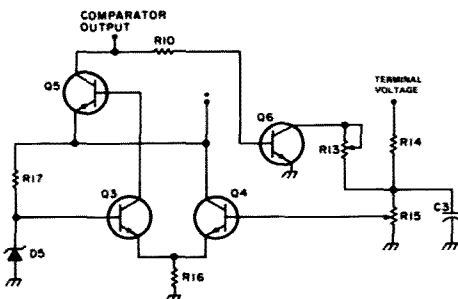 COMPARATOR
OUTPUT
R10
Q5
Q6
TERMINAL
VOLTAGE
R13
R14
R17
Q3
Q4
R15
C3
D5
R16